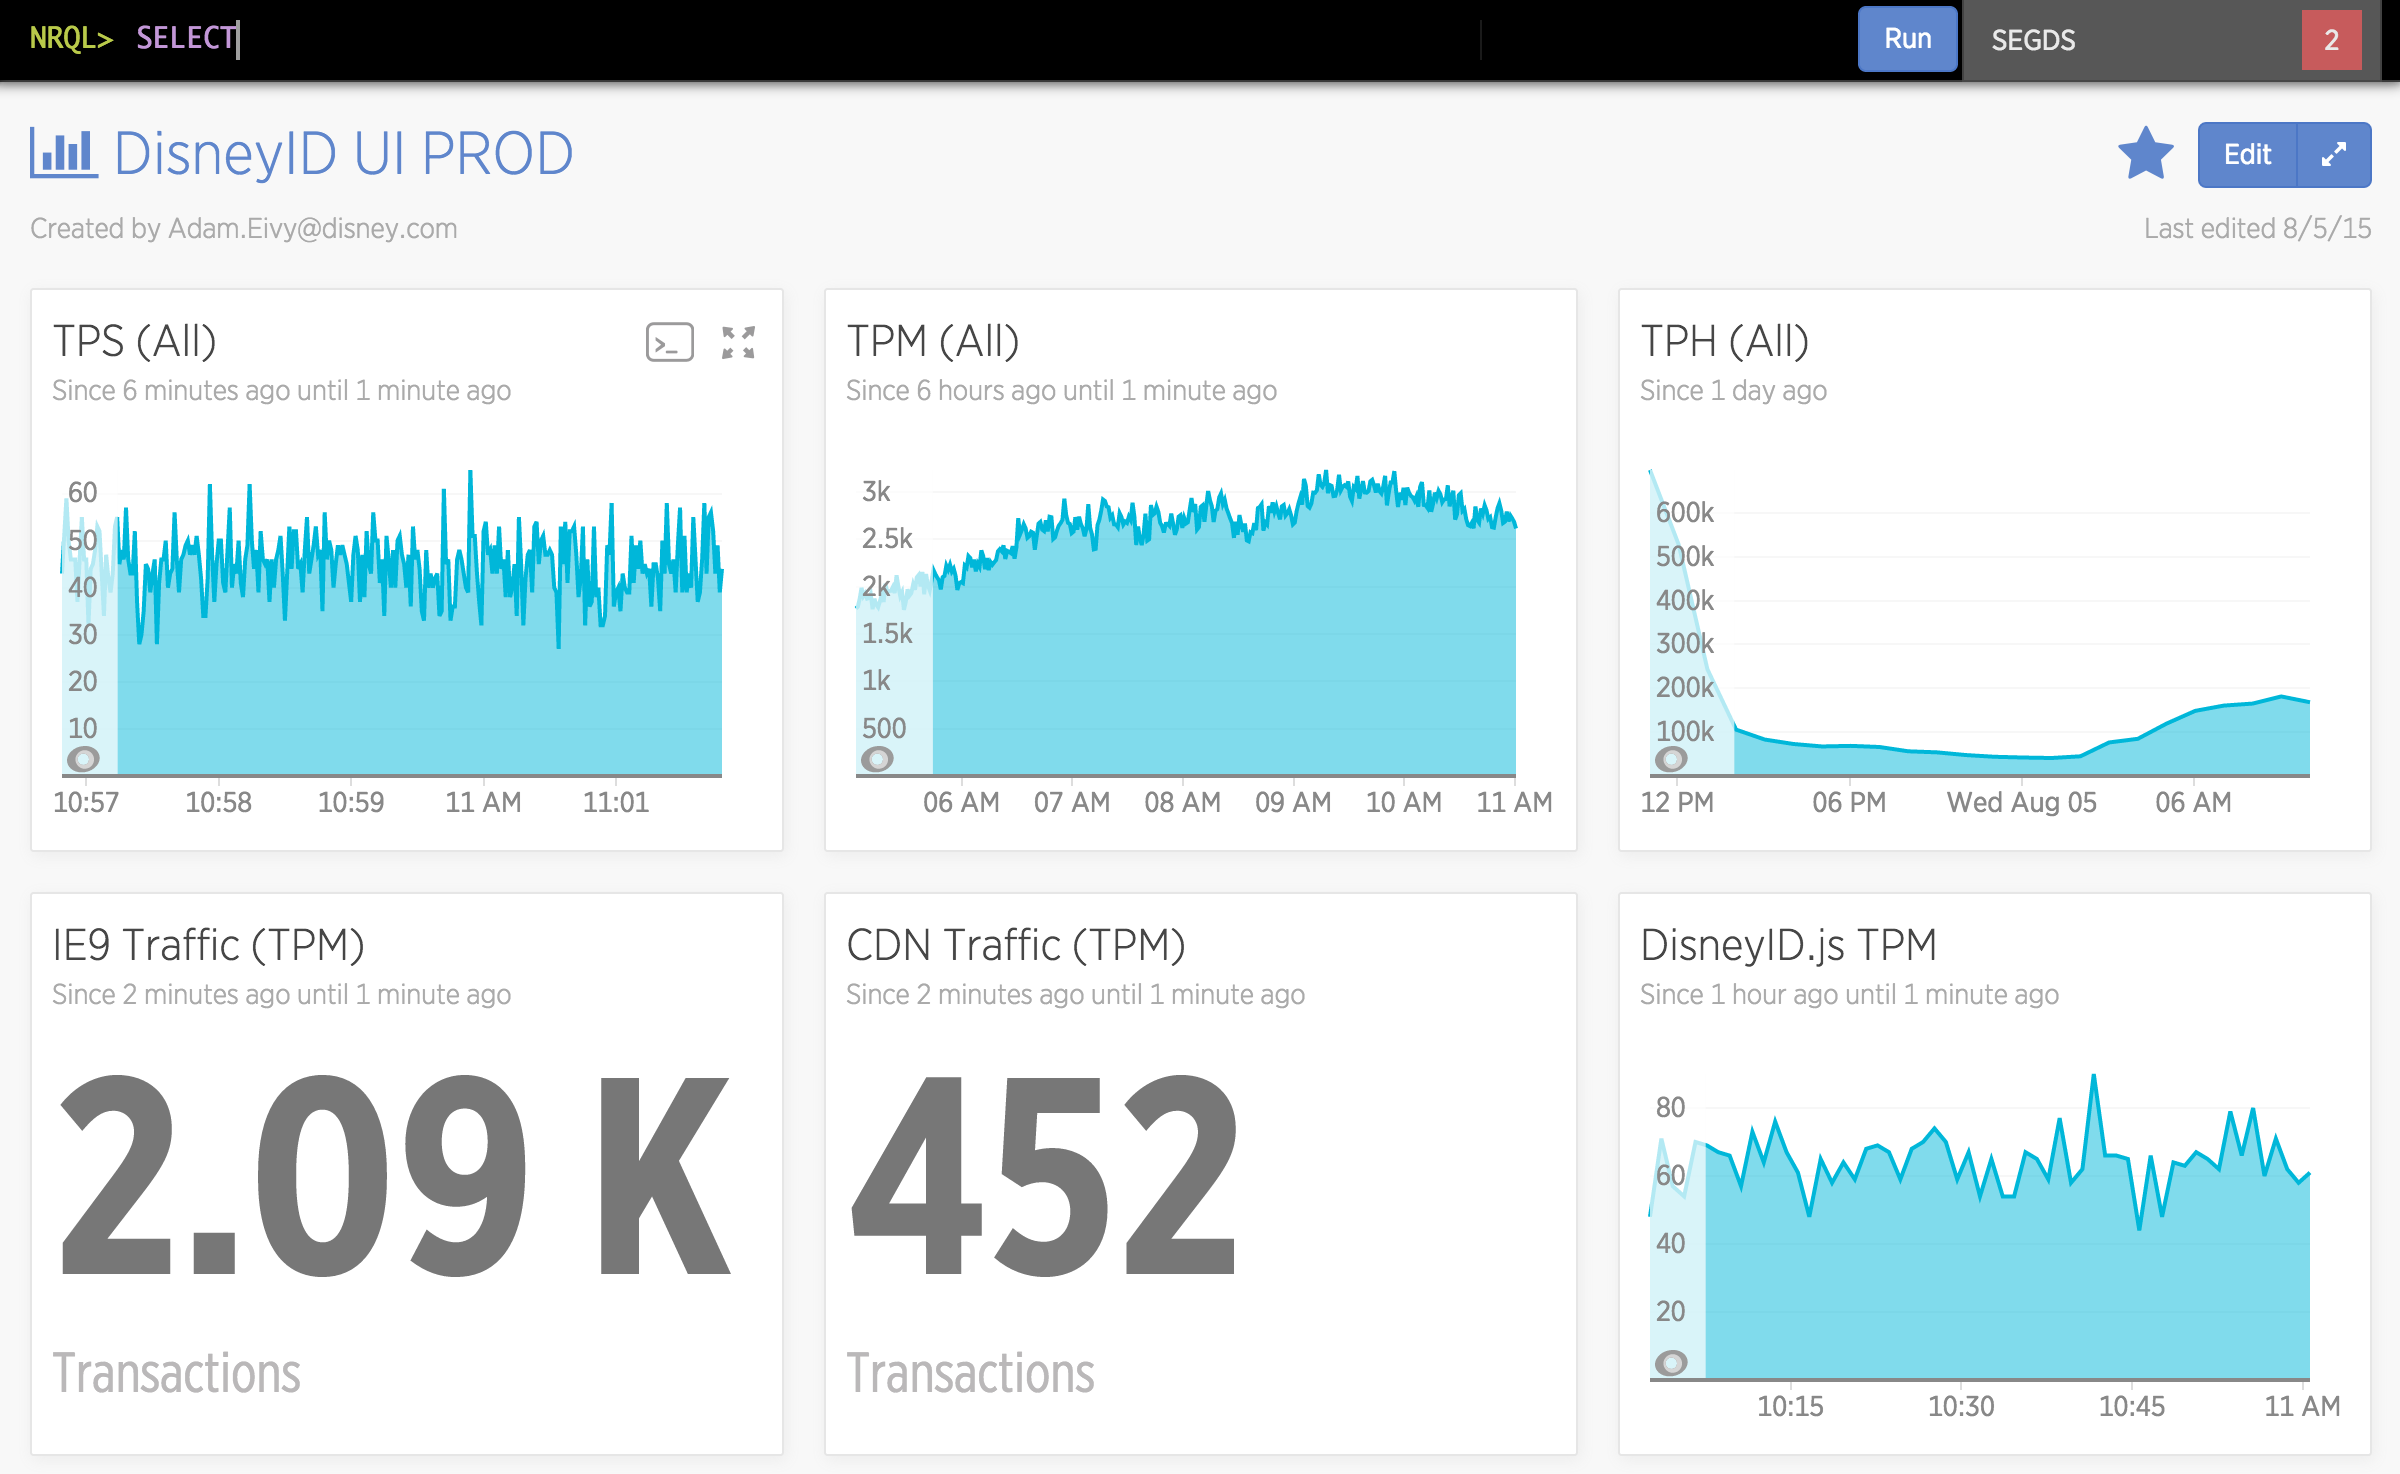 NRQL> SELECT
Run
SEGDS
2
DisneyID UI PROD
Edit
Created by Adam.Eivy@disney.com
Last edited 8/5/15
TPS (All)
Since 6 minutes ago until 1 minute ago
60
50
40
30
20
10
10:57 10:58 10:59 11 AM 11:01
TPM (All)
Since 6 hours ago until 1 minute ago
3k
2.5k
2k
1.5k
1k
500
06 AM 07 AM 08 AM 09 AM 10 AM 11 AM
TPH (All)
Since 1 day ago
600k
500k
400k
300k
200k
100k
12 PM 06 PM Wed Aug 05 06 AM
IE9 Traffic (TPM)
Since 2 minutes ago until 1 minute ago
2.09 K
Transactions
CDN Traffic (TPM)
Since 2 minutes ago until 1 minute ago
452
Transactions
DisneyID.js TPM
Since 1 hour ago until 1 minute ago
80
60
40
20
10:15 10:30 10:45 11 AM